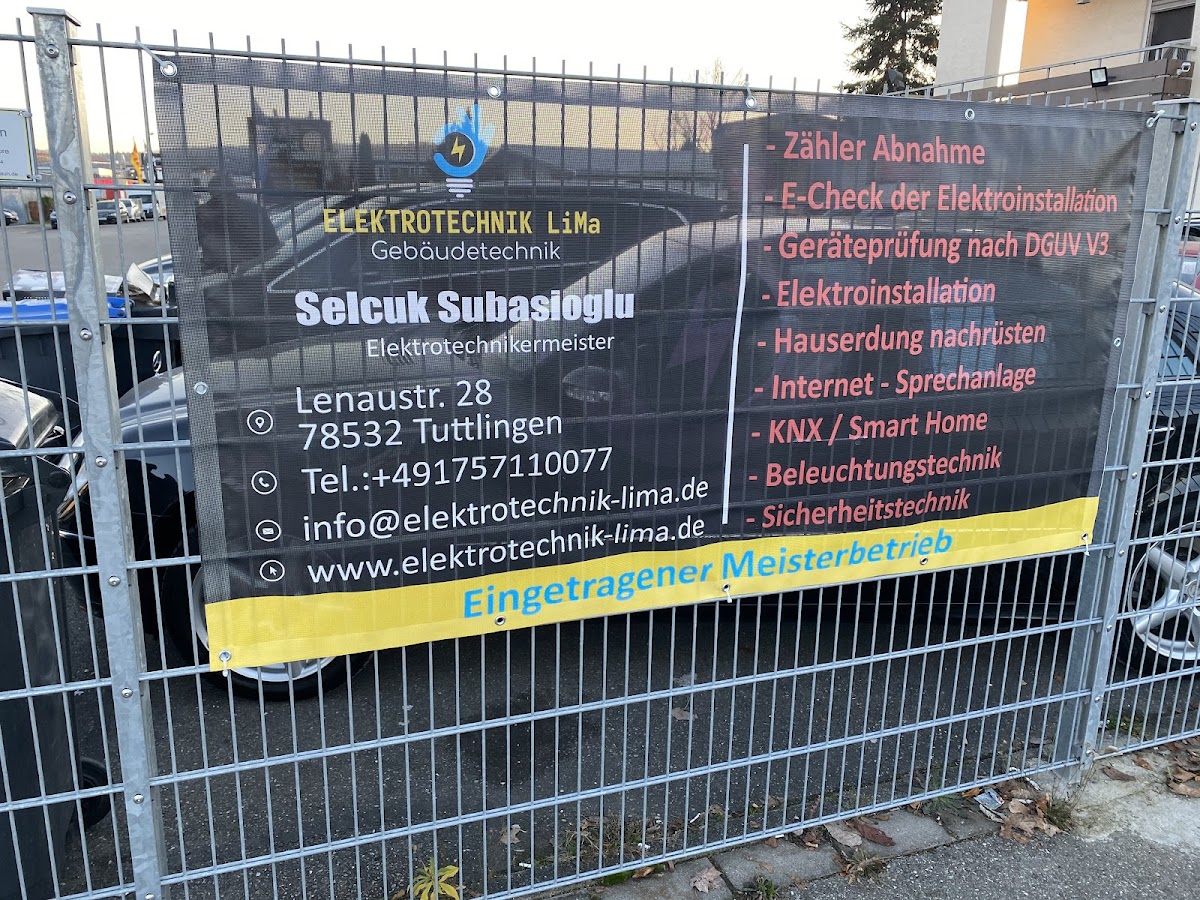 ELEKTROTECHNIK LiMa
Gebäudetechnik
Selcuk Subasioglu
Elektrotechnikermeister
Lenaustr. 28
78532 Tuttlingen
Tel.:+491757110077
info@elektrotechnik-lima.de
www.elektrotechnik-lima.de
- Zähler Abnahme
- E-Check der Elektroinstallation
- Geräteprüfung nach DGUV V3
- Elektroinstallation
- Hauserdung nachrüsten
- Internet - Sprechanlage
- KNX / Smart Home
- Beleuchtungstechnik
- Sicherheitstechnik
Eingetragener Meisterbetrieb